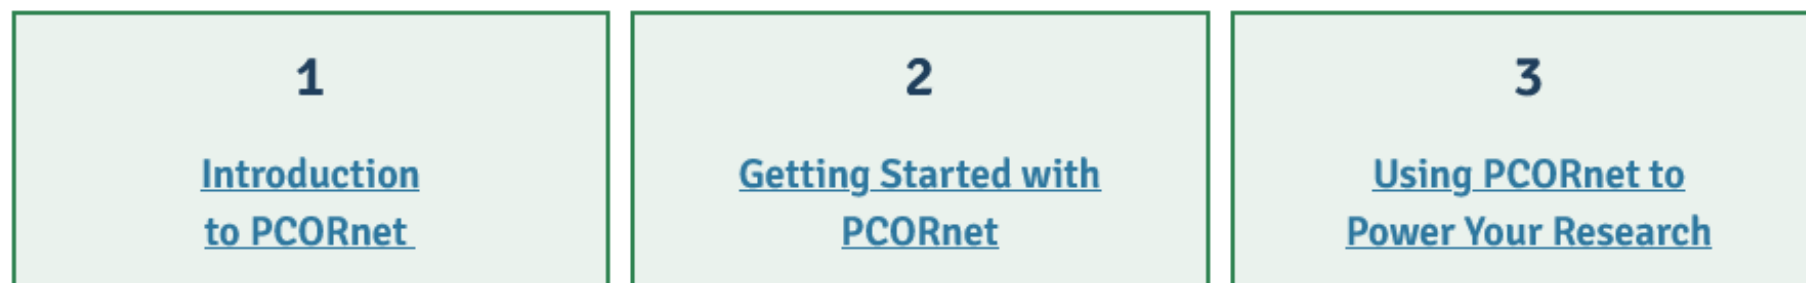 1
Introduction
to PCORnet
2
Getting Started with
PCORnet
3
Using PCORnet to
Power Your Research